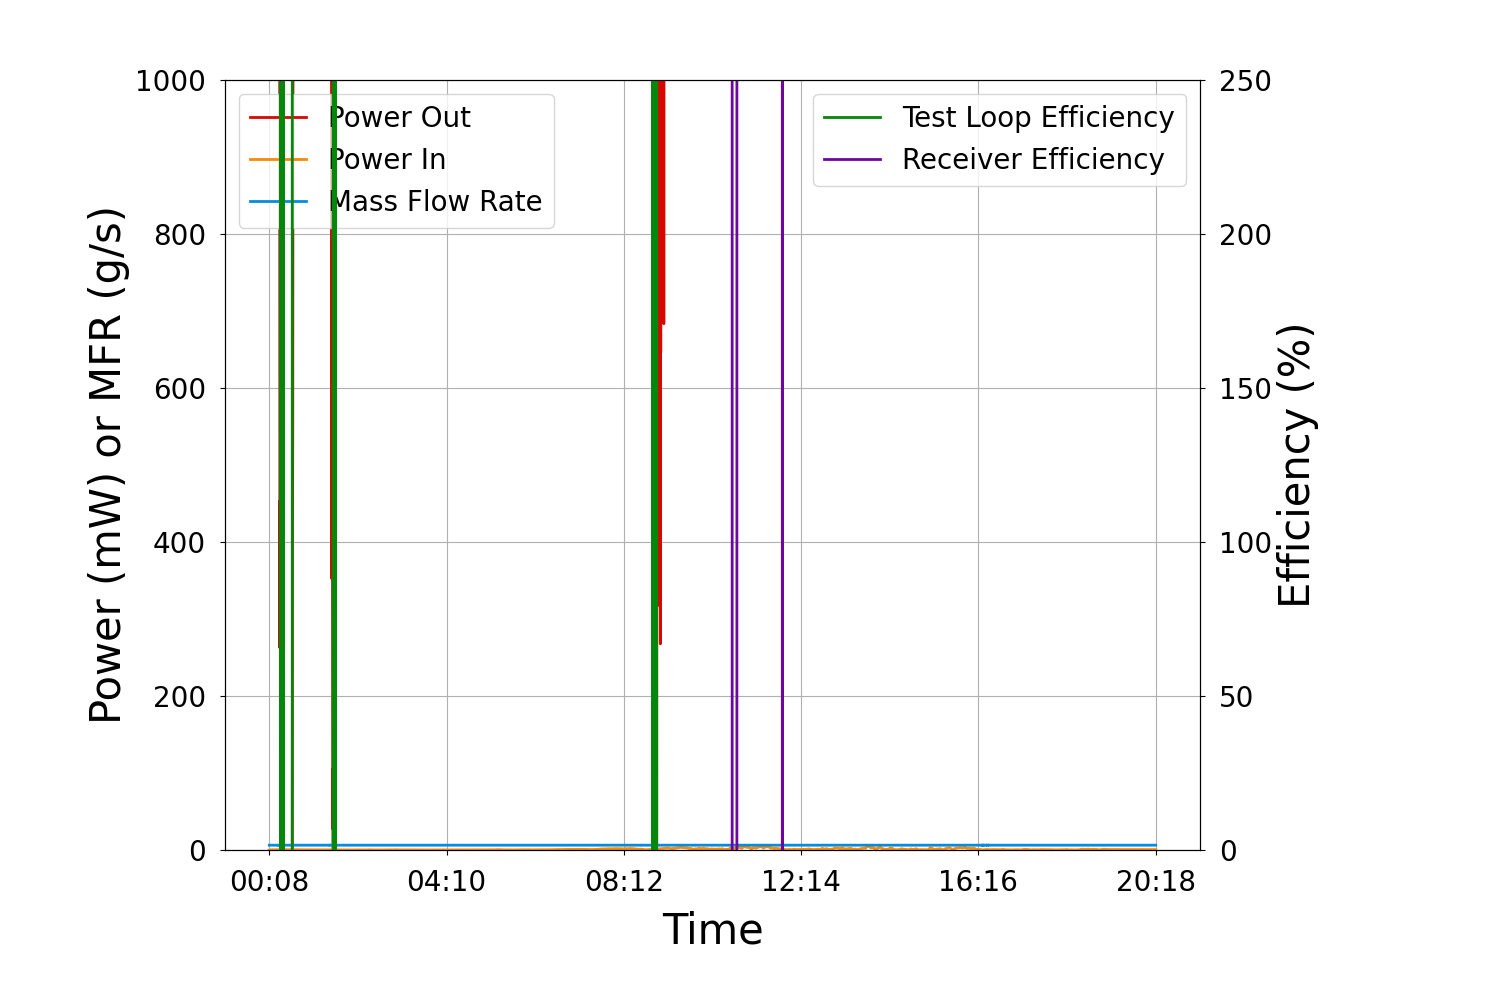 1000
800
600
400
200
0
Power (mW) or MFR (g/s)
Power Out
Power In
Mass Flow Rate
Test Loop Efficiency
Receiver Efficiency
250
200
150
100
50
0
Efficiency (%)
00:08 04:10 08:12 12:14 16:16 20:18
Time